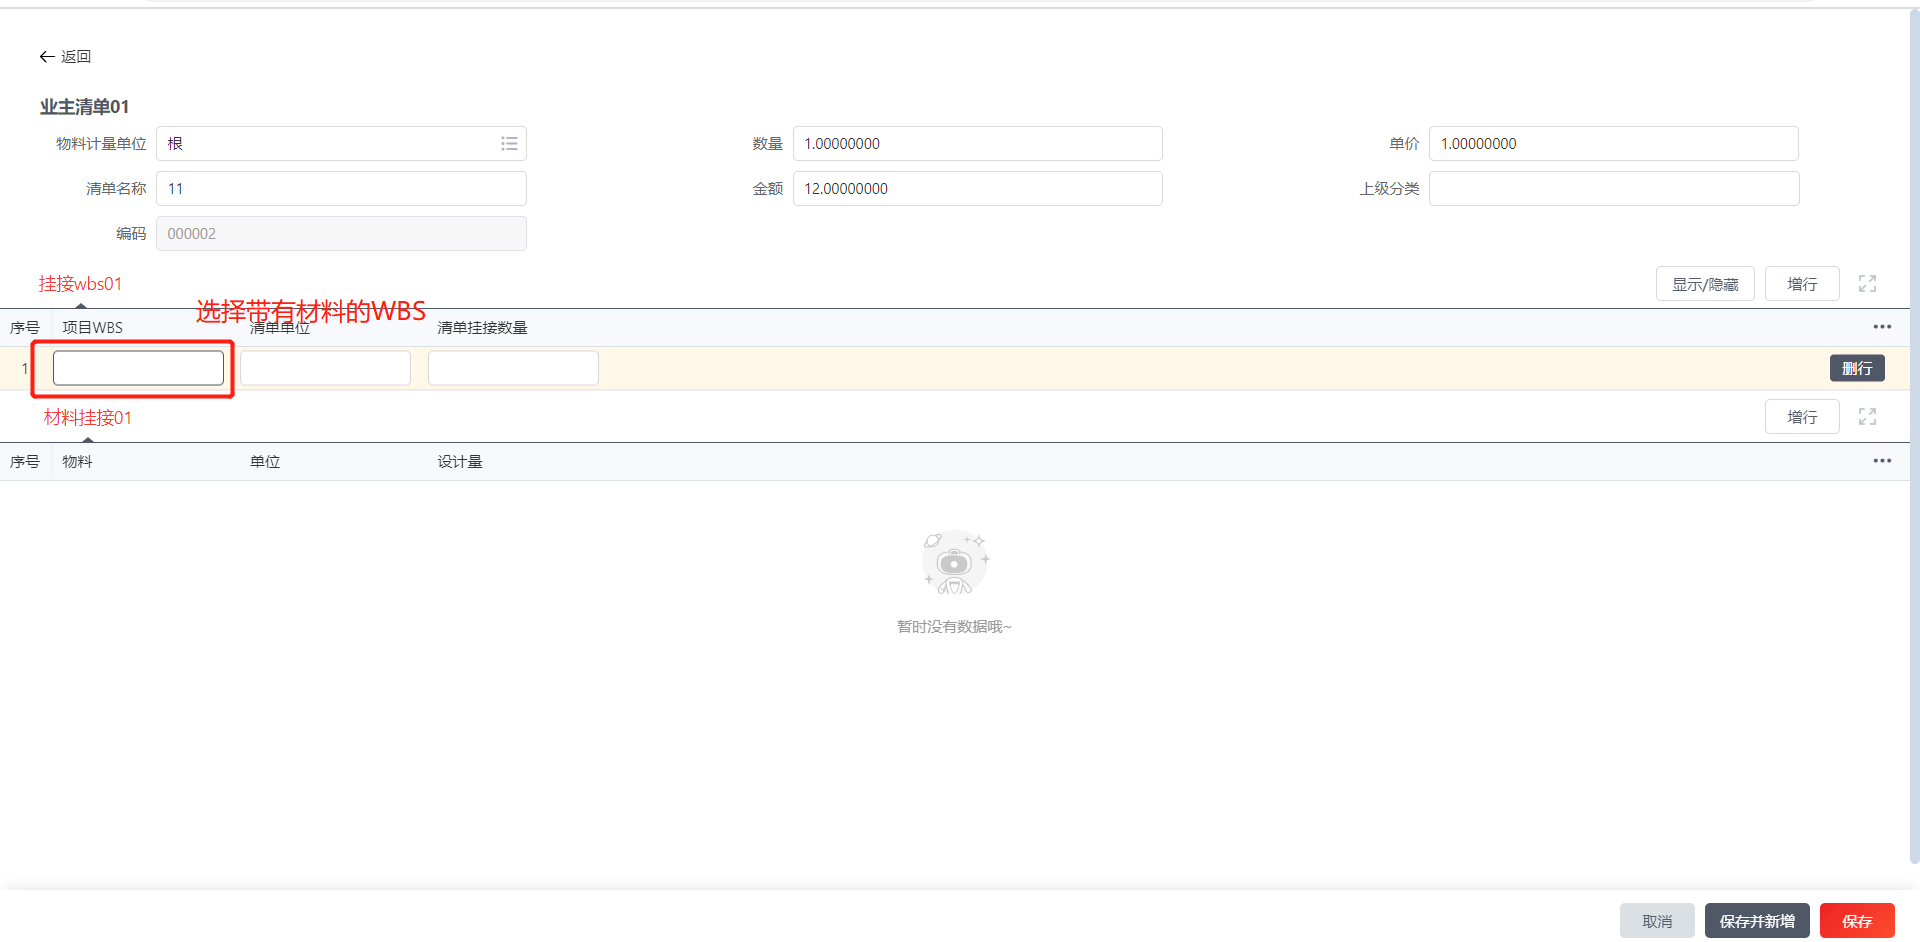 返回
业主清单01
物料计量单位 根 数量 1.00000000 单价 1.00000000
清单名称 11 金额 12.00000000 上级分类
编码 000002
挂接wbs01 显示/隐藏 增行
选择带有材料的WBS
序号 项目WBS 清单单位 清单挂接数量
1 删行
材料挂接01 增行
序号 物料 单位 设计量
暂时没有数据哦~
取消 保存并新增 保存